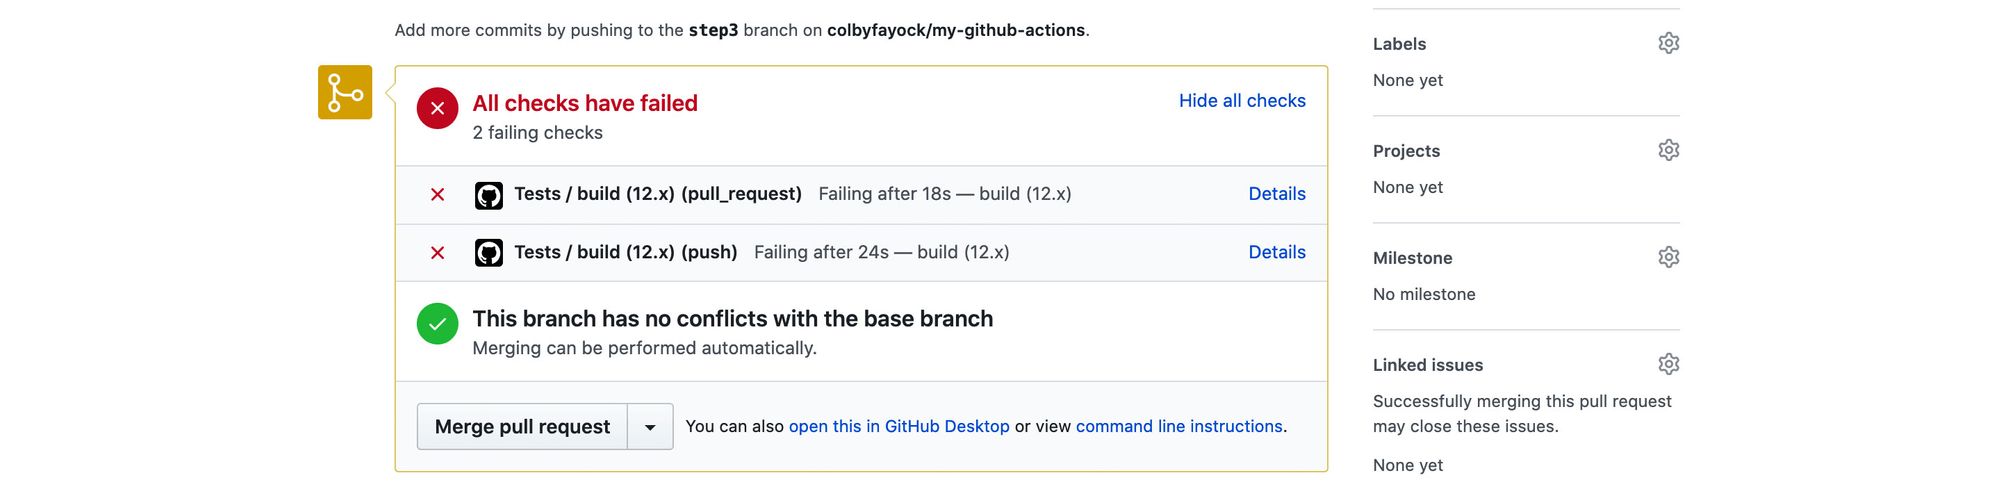 Add more commits by pushing to the step3 branch on colbyfayock/my-github-actions.
All checks have failed
Hide all checks
2 failing checks
Tests / build (12.x) (pull_request) Failing after 18s — build (12.x) Details
Tests / build (12.x) (push) Failing after 24s — build (12.x) Details
This branch has no conflicts with the base branch
Merging can be performed automatically.
Merge pull request You can also open this in GitHub Desktop or view command line instructions.
Labels
None yet
Projects
None yet
Milestone
No milestone
Linked issues
Successfully merging this pull request
may close these issues.
None yet